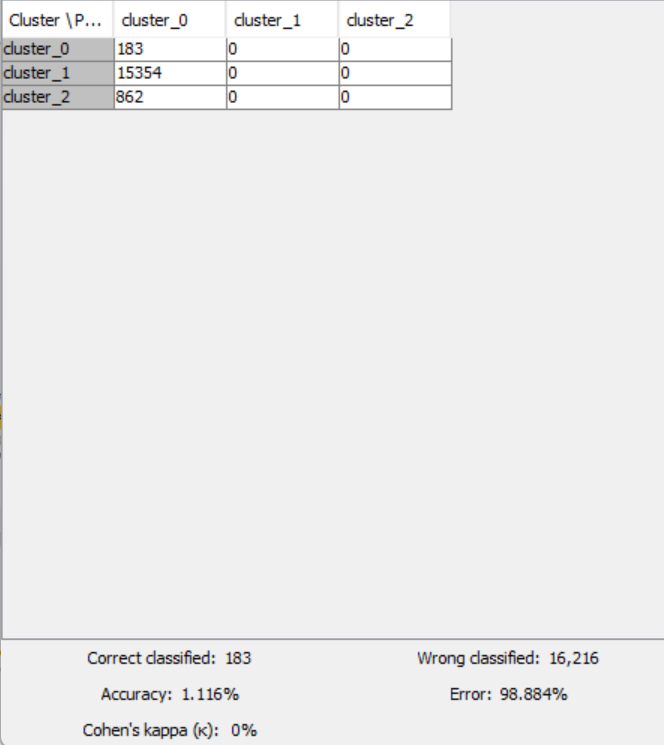 Cluster \P... cluster_0 cluster_1 cluster_2
cluster_0 183 0 0
cluster_1 15354 0 0
cluster_2 862 0 0
Correct classified: 183 Wrong classified: 16,216
Accuracy: 1.116% Error: 98.884%
Cohen's kappa (κ): 0%